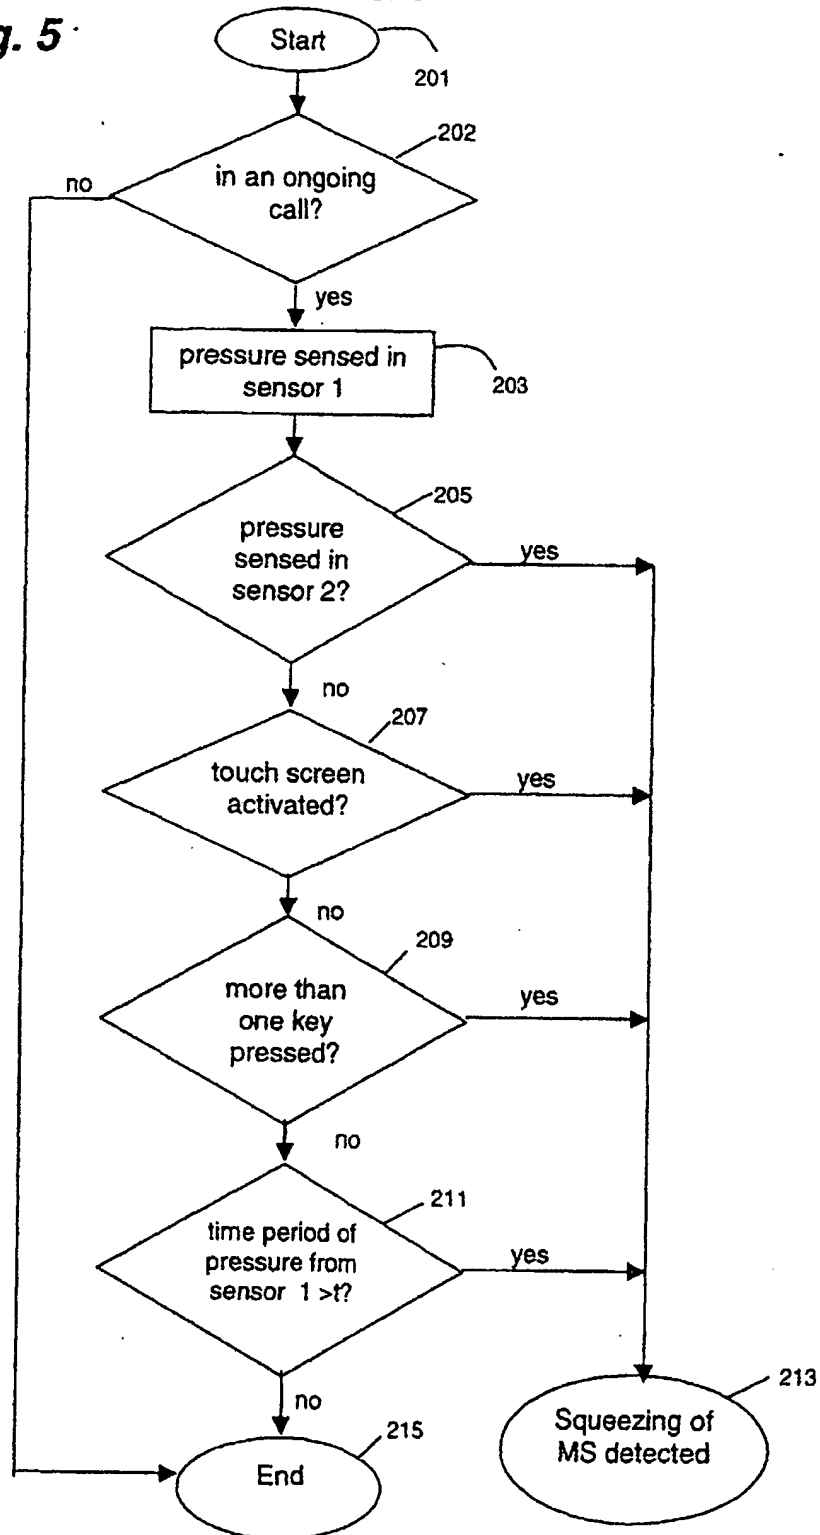 g. 5
Start
201
202
in an ongoing
call?
no
yes
pressure sensed in
sensor 1
203
205
pressure
sensed in
sensor 2?
yes
no
207
touch screen
activated?
yes
no
209
more than
one key
pressed?
yes
no
211
time period of
pressure from
sensor 1 >t?
yes
no
213
Squeezing of
MS detected
215
End